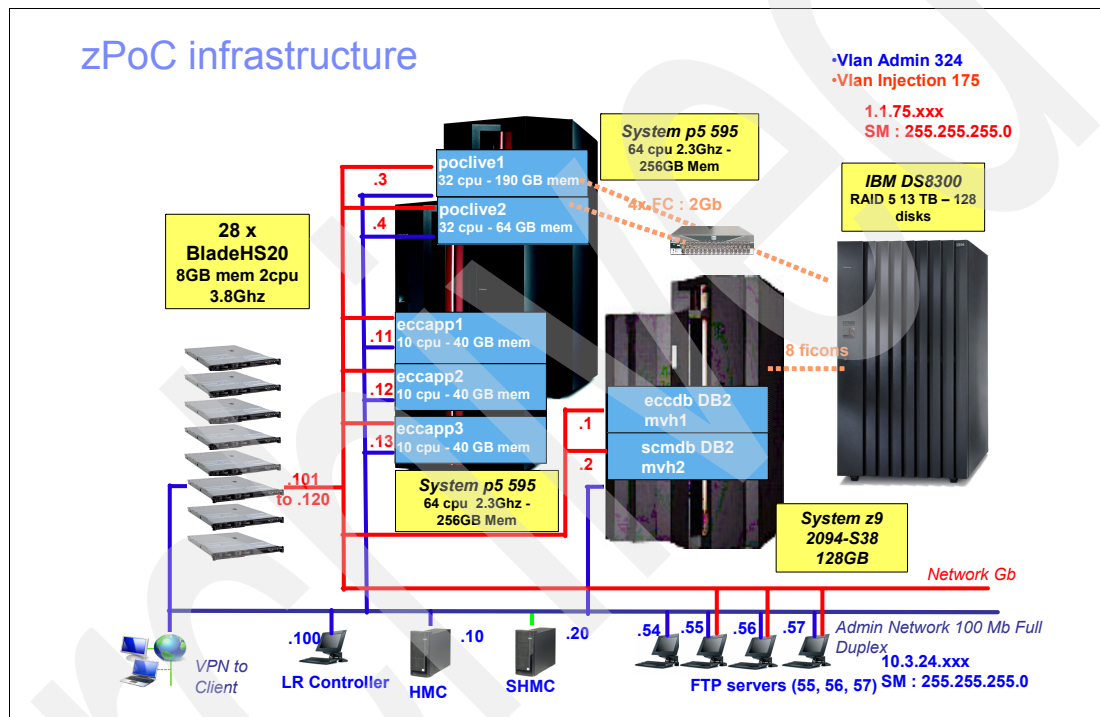 zPoC infrastructure
•Vlan Admin 324
•Vlan Injection 175
1.1.75.xxx
SM : 255.255.255.0
System p5 595
64 cpu 2.3Ghz -
256GB Mem
poclive1
32 cpu - 190 GB mem
.3
poclive2
32 cpu - 64 GB mem
.4
4x FC : 2Gb
IBM DS8300
RAID 5 13 TB – 128
disks
28 x
BladeHS20
8GB mem 2cpu
3.8Ghz
eccapp1
10 cpu - 40 GB mem
.11
eccapp2
10 cpu - 40 GB mem
.12
eccapp3
10 cpu - 40 GB mem
.13
8 ficons
eccdb DB2
mvh1
.1
scmdb DB2
mvh2
.2
.101
to .120
System p5 595
64 cpu 2.3Ghz -
256GB Mem
System z9
2094-S38
128GB
Network Gb
VPN to
Client
.100
LR Controller
.10
HMC
.20
SHMC
.54
.55
.56
.57
Admin Network 100 Mb Full
Duplex
10.3.24.xxx
SM : 255.255.255.0
FTP servers (55, 56, 57)